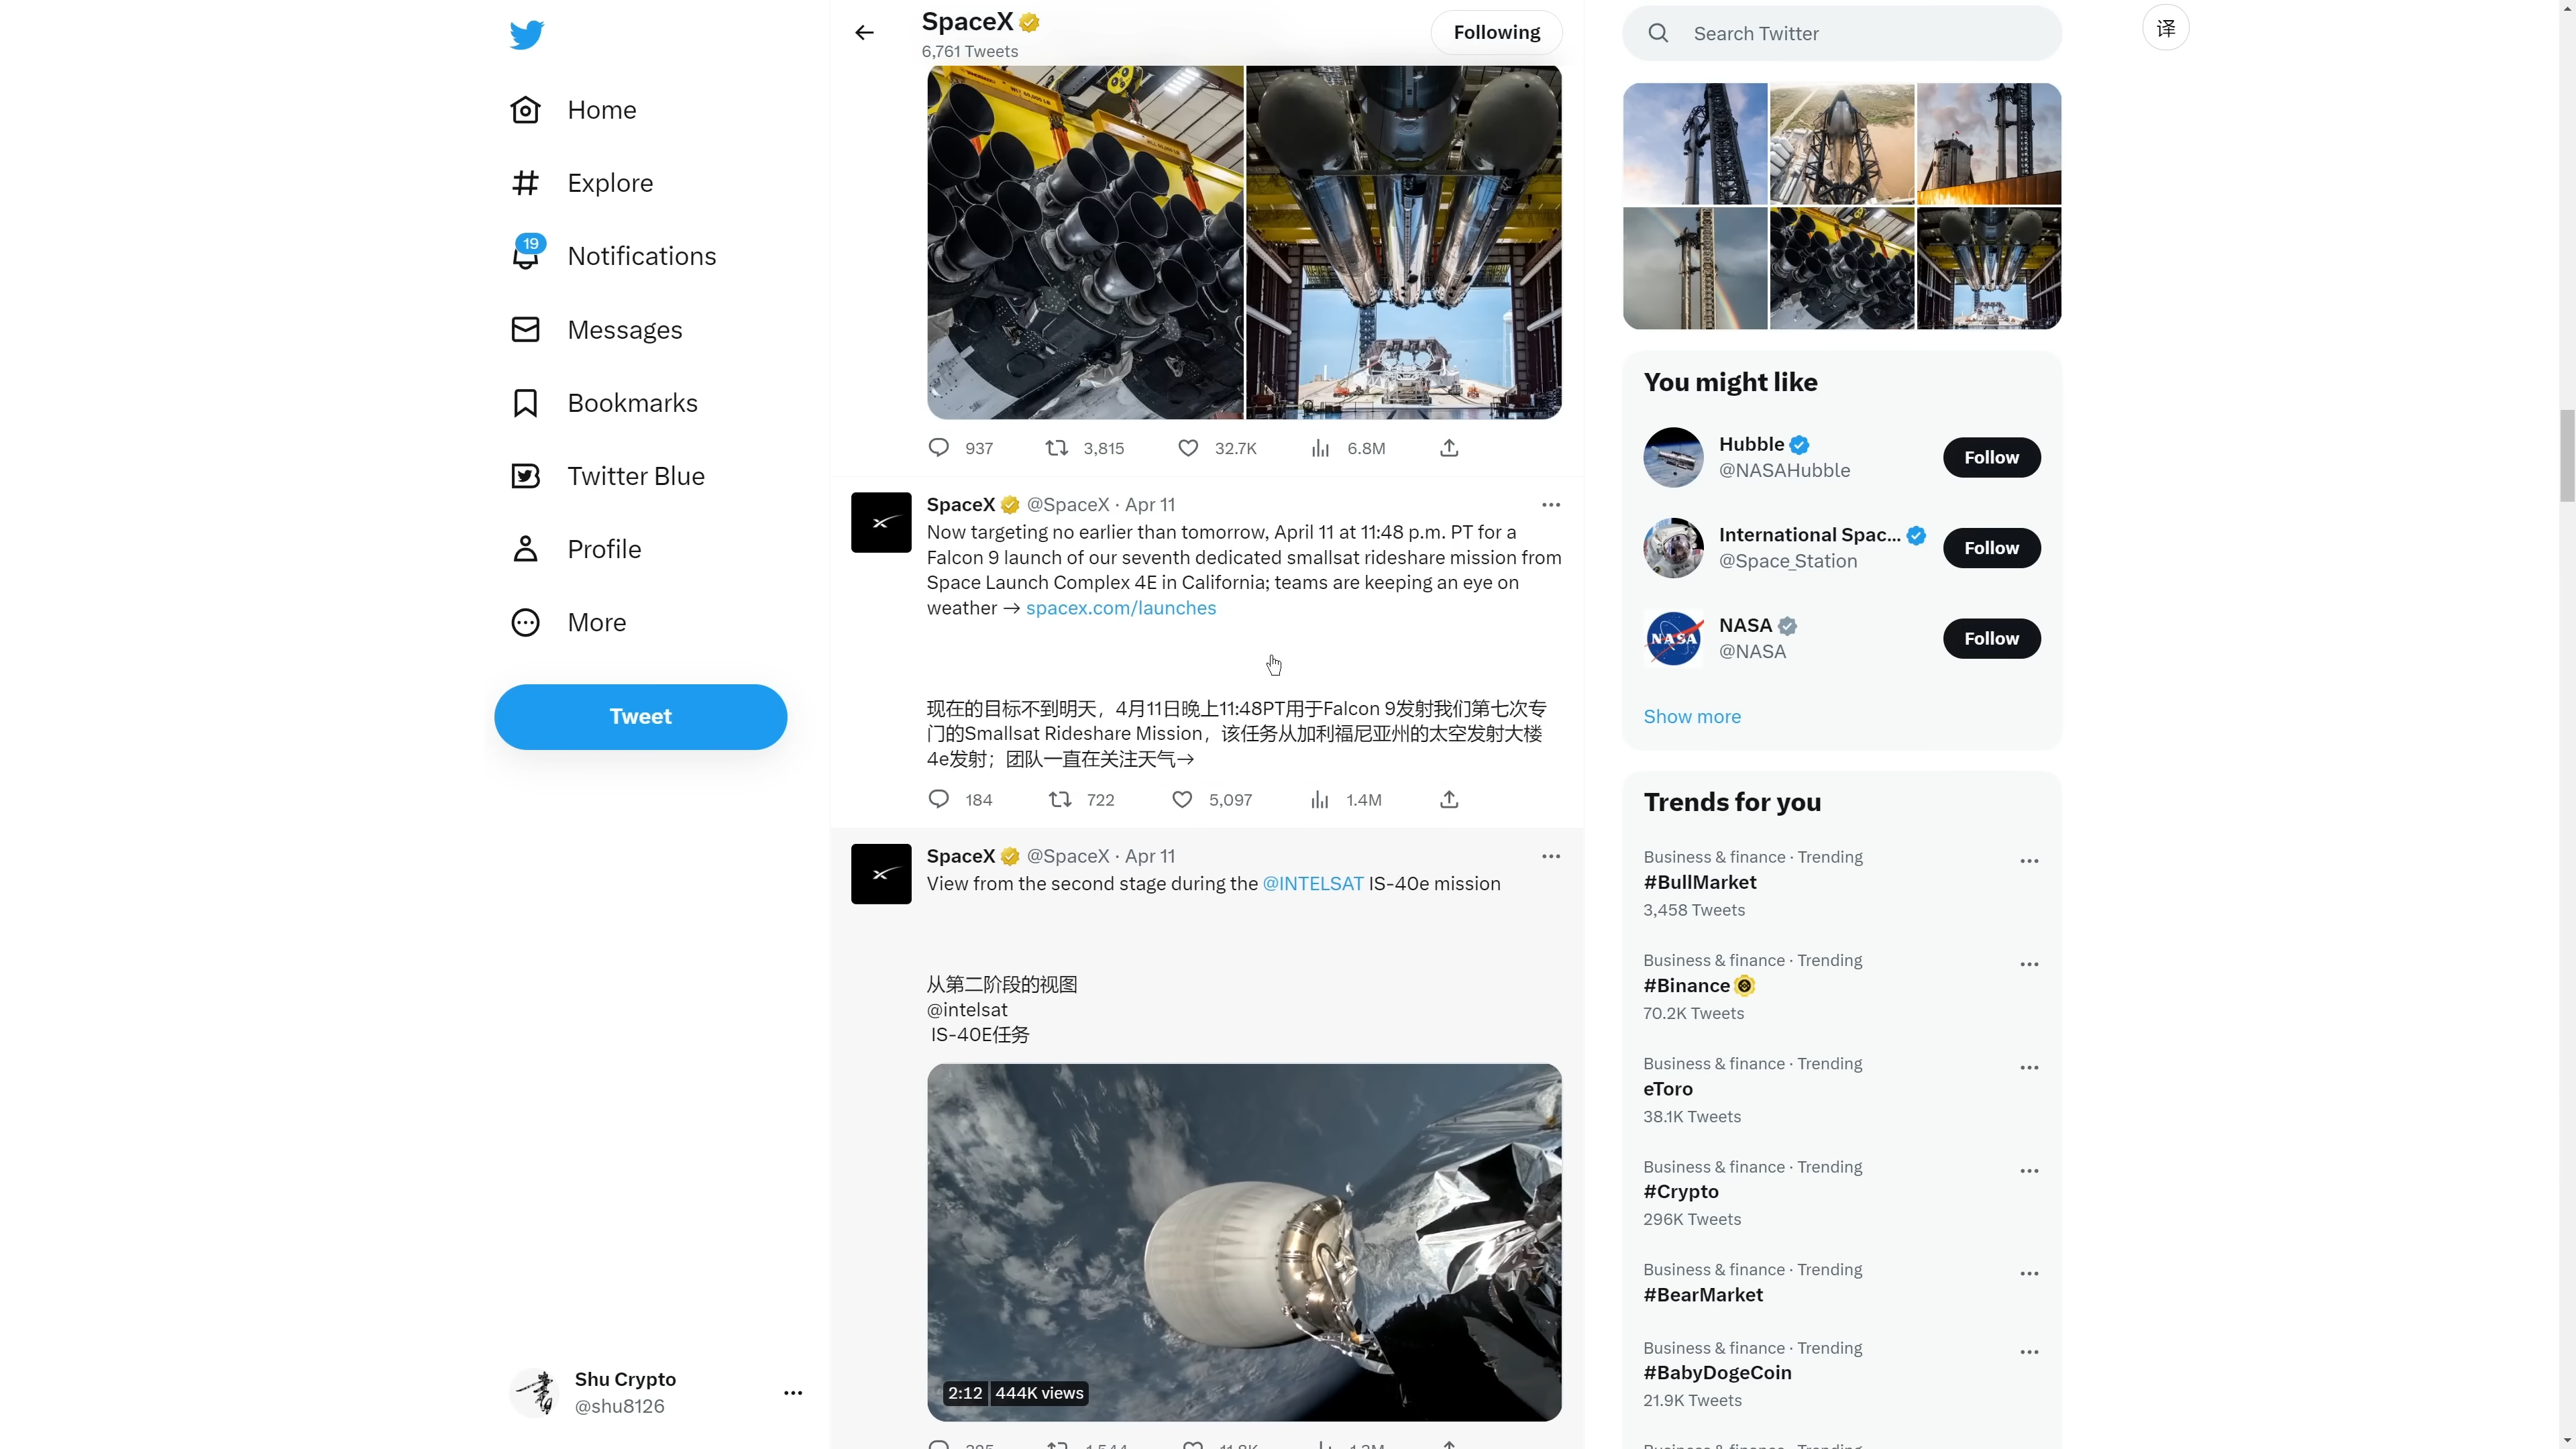 Home
Explore
19
Notifications
Messages
Bookmarks
Twitter Blue
Profile
More
Tweet
Shu Crypto
@shu8126
SpaceX
6,761 Tweets
Following
937 3,815 32.7K 6.8M
SpaceX @SpaceX · Apr 11
Now targeting no earlier than tomorrow, April 11 at 11:48 p.m. PT for a
Falcon 9 launch of our seventh dedicated smallsat rideshare mission from
Space Launch Complex 4E in California; teams are keeping an eye on
weather → spacex.com/launches
现在的目标不到明天，4月11日晚上11:48PT用于Falcon 9发射我们第七次专
门的Smallsat Rideshare Mission，该任务从加利福尼亚州的太空发射大楼
4e发射；团队一直在关注天气→
184 722 5,097 1.4M
SpaceX @SpaceX · Apr 11
View from the second stage during the @INTELSAT IS-40e mission
从第二阶段的视图
@intelsat
IS-40E任务
2:12 444K views
Search Twitter
译
You might like
Hubble
@NASAHubble
Follow
International Spac...
@Space_Station
Follow
NASA
NASA
@NASA
Follow
Show more
Trends for you
Business & finance · Trending
#BullMarket
3,458 Tweets
Business & finance · Trending
#Binance
70.2K Tweets
Business & finance · Trending
eToro
38.1K Tweets
Business & finance · Trending
#Crypto
296K Tweets
Business & finance · Trending
#BearMarket
Business & finance · Trending
#BabyDogeCoin
21.9K Tweets